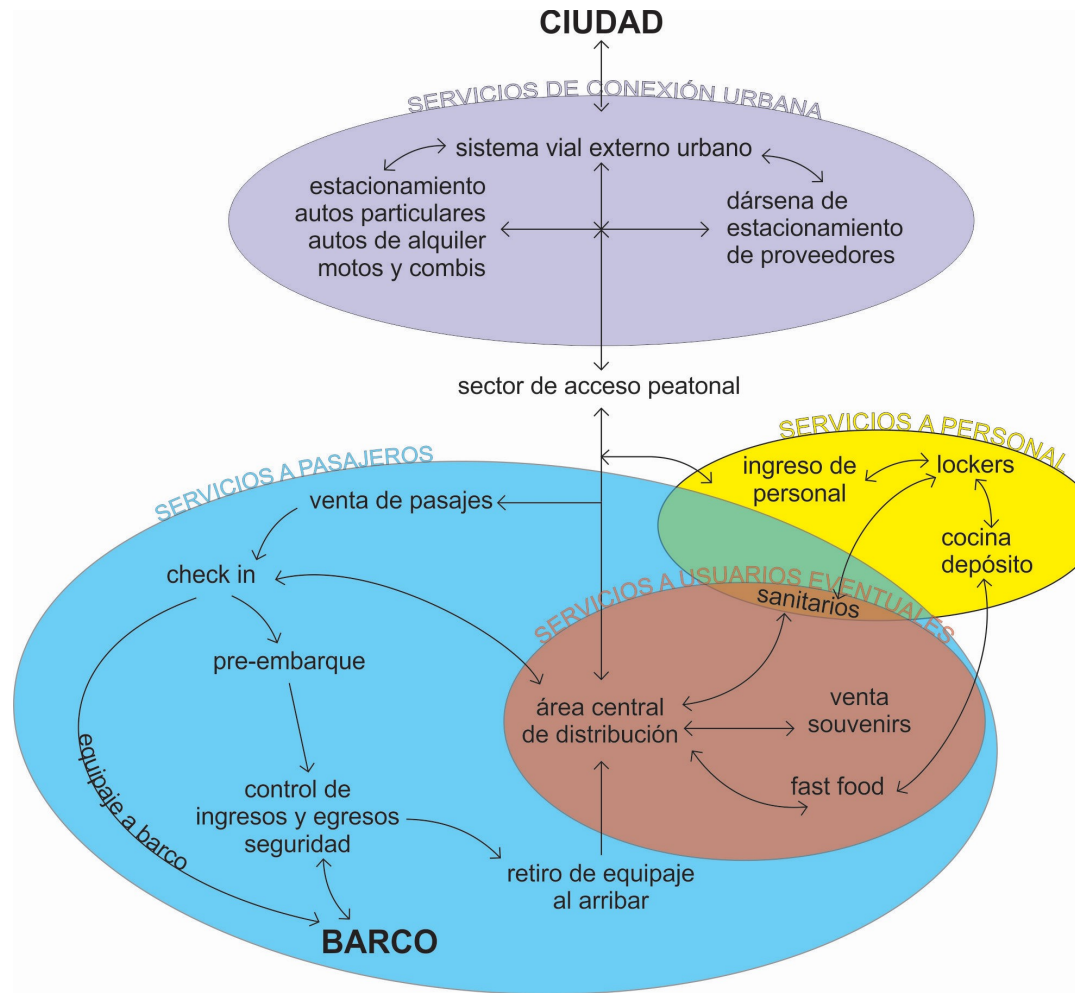 CIUDAD
SERVICIOS DE CONEXIÓN URBANA
sistema vial externo urbano
estacionamiento
autos particulares
autos de alquiler
motos y combis
dársena de
estacionamiento
de proveedores
sector de acceso peatonal
SERVICIOS A PERSONAL
ingreso de
personal
lockers
cocina
depósito
SERVICIOS A PASAJEROS
venta de pasajes
check in
pre-embarque
equipaje a barco
control de
ingresos y egresos
seguridad
BARCO
retiro de equipaje
al arribar
SERVICIOS A USUARIOS EVENTUALES
sanitarios
área central
de distribución
venta
souvenirs
fast food